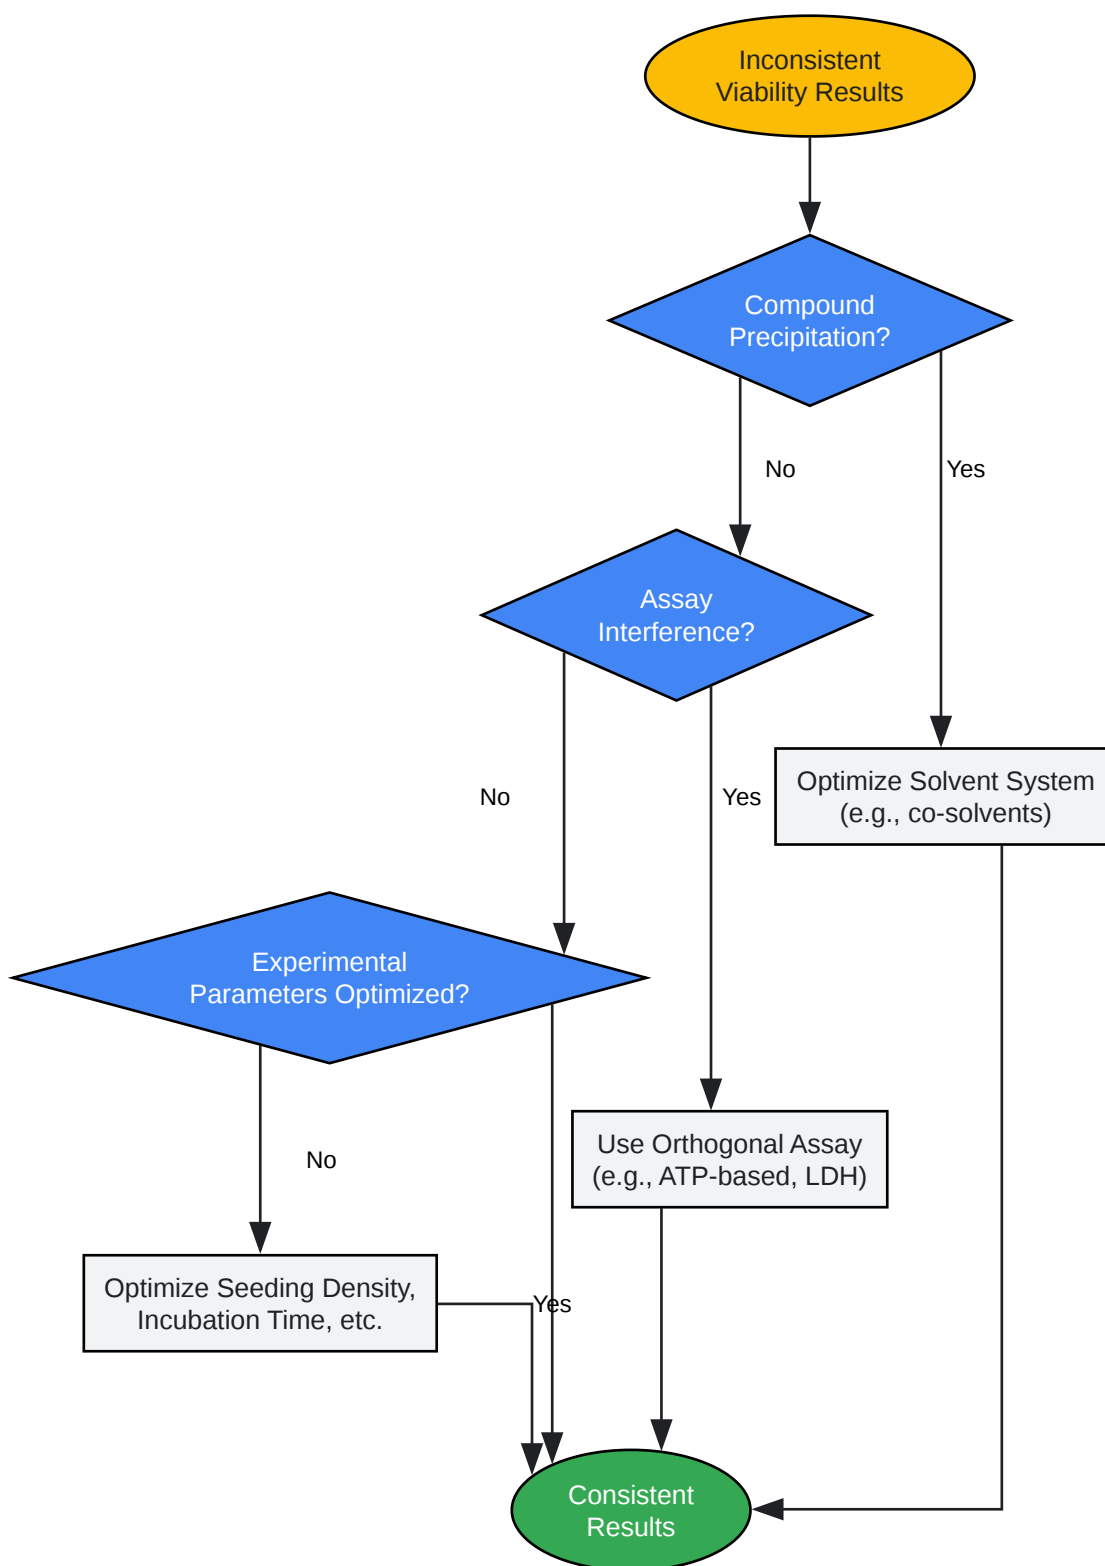 Inconsistent
Viability Results
Compound
Precipitation?
No
Yes
Assay
Interference?
No
Yes
Optimize Solvent System
(e.g., co-solvents)
Experimental
Parameters Optimized?
No
Use Orthogonal Assay
(e.g., ATP-based, LDH)
Optimize Seeding Density,
Incubation Time, etc.
Yes
Consistent
Results